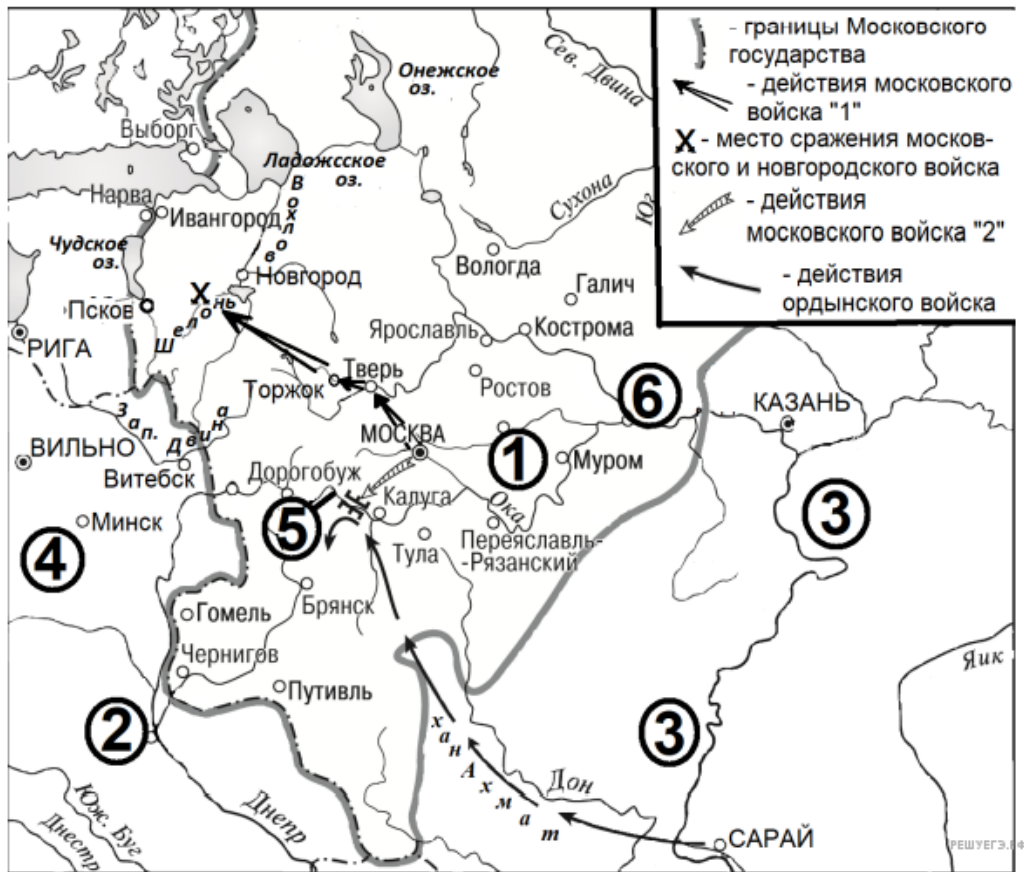 - границы Московского
государства
- действия московского
войска "1"
Х - место сражения москов-
ского и новгородского войска
- действия
московского войска "2"
- действия
ордынского войска
Сев. Двина
Онежское
оз.
Выборг
Ладожсское
оз.
Волхов
Нарва
Ивангород
Сухона
Юг
Чудское
оз.
Новгород
Вологда
Галич
Х
Псков
Шелонь
Ярославль
Кострома
РИГА
Тверь
Торжок
Ростов
6
КАЗАНЬ
Зап. Двина
МОСКВА
1
Муром
ВИЛЬНО
Витебск
Дорогобуж
Калуга
Ока
3
Минск
5
4
Тула
Переяславль-
-Рязанский
Брянск
Гомель
Чернигов
Яик
Путивль
2
хан Ахмат
3
Дон
Юж. Буг
Днепр
Днестр
САРАЙ
РЕШУЕГЭ.РФ